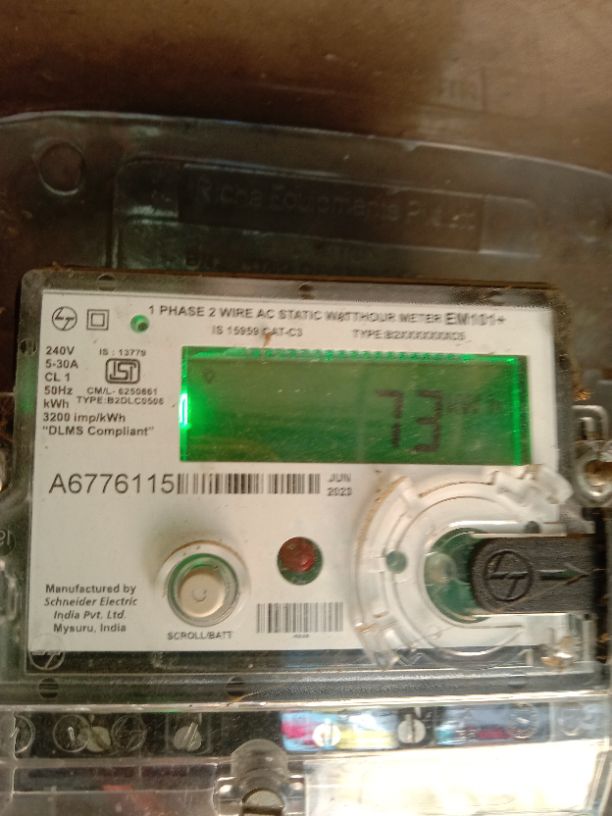 1 PHASE 2 WIRE AC STATIC WATTHOUR METER EM101+
IS 15959 CAT-C3
240V
5-30A
CL 1
50Hz
kWh
3200 imp/kWh
"DLMS Compliant"
IS : 13779
CM/L- 6250861
TYPE:B2DLC0506
A6776115
JUN
2023
Manufactured by
Schneider Electric
India Pvt. Ltd.
Mysuru, India
SCROLL/BATT